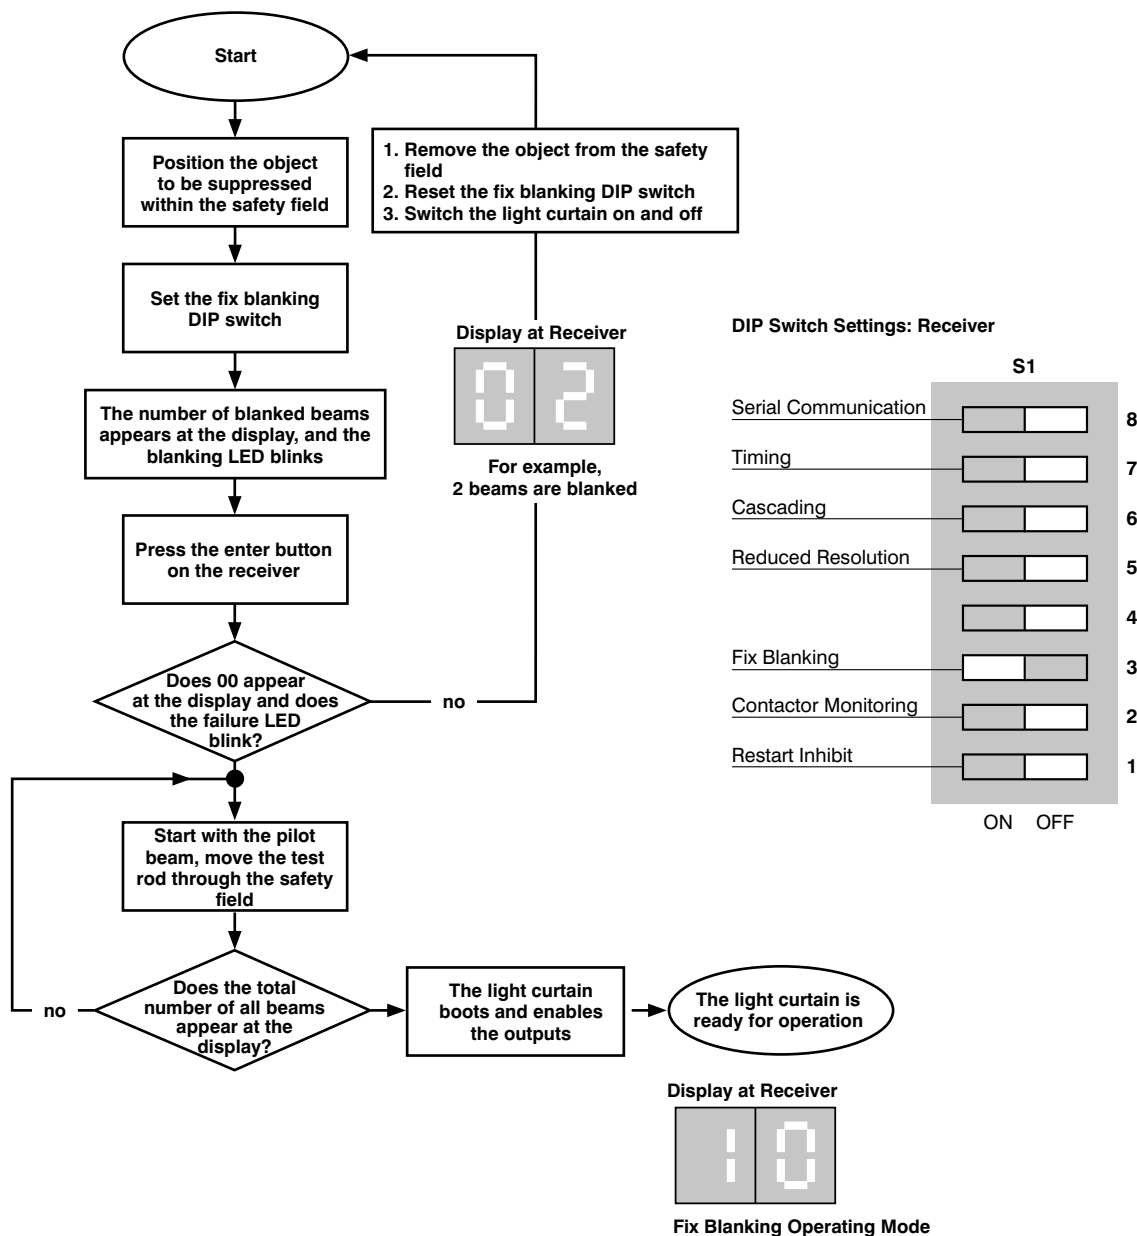 Start
Position the object
to be suppressed
within the safety field
Set the fix blanking
DIP switch
The number of blanked beams
appears at the display, and the
blanking LED blinks
Press the enter button
on the receiver
Does 00 appear
at the display and does
the failure LED
blink?
no
1. Remove the object from the safety
field
2. Reset the fix blanking DIP switch
3. Switch the light curtain on and off
Display at Receiver
02
For example,
2 beams are blanked
Start with the pilot
beam, move the test
rod through the safety
field
Does the total
number of all beams
appear at the
display?
no
The light curtain
boots and enables
the outputs
The light curtain is
ready for operation
Display at Receiver
10
Fix Blanking Operating Mode
DIP Switch Settings: Receiver
S1
Serial Communication 8
Timing 7
Cascading 6
Reduced Resolution 5
4
Fix Blanking 3
Contactor Monitoring 2
Restart Inhibit 1
ON OFF